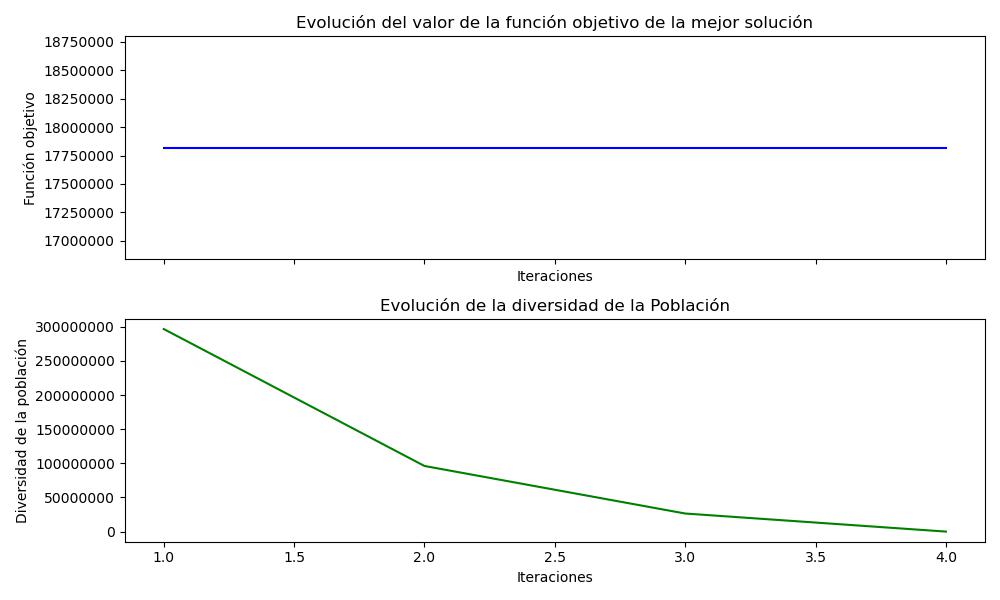 Evolución del valor de la función objetivo de la mejor solución
18750000
18500000
18250000
18000000
17750000
17500000
17250000
17000000
Función objetivo
Iteraciones
Evolución de la diversidad de la Población
300000000
250000000
200000000
150000000
100000000
50000000
0
Diversidad de la población
1.0 1.5 2.0 2.5 3.0 3.5 4.0
Iteraciones